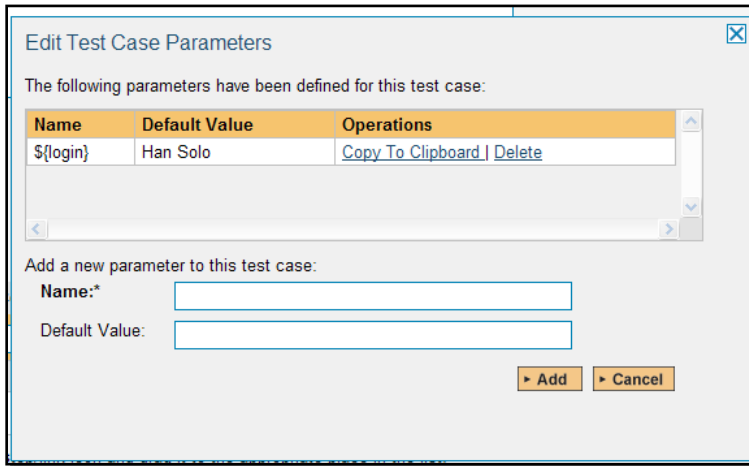 Edit Test Case Parameters
The following parameters have been defined for this test case:
Name Default Value Operations
${login} Han Solo Copy To Clipboard | Delete
Add a new parameter to this test case:
Name:*
Default Value:
Add Cancel